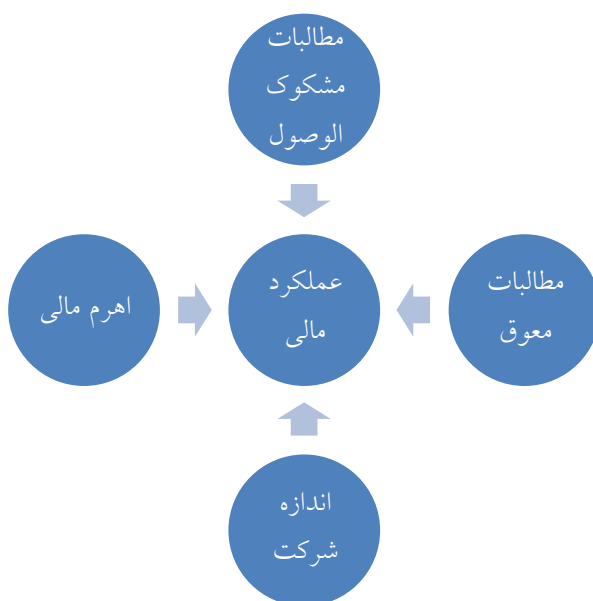 مطالبات
مشکوک
الوصول
مطالبات
معوق
عملکرد
مالی
اهرم مالی
اندازه
شرکت